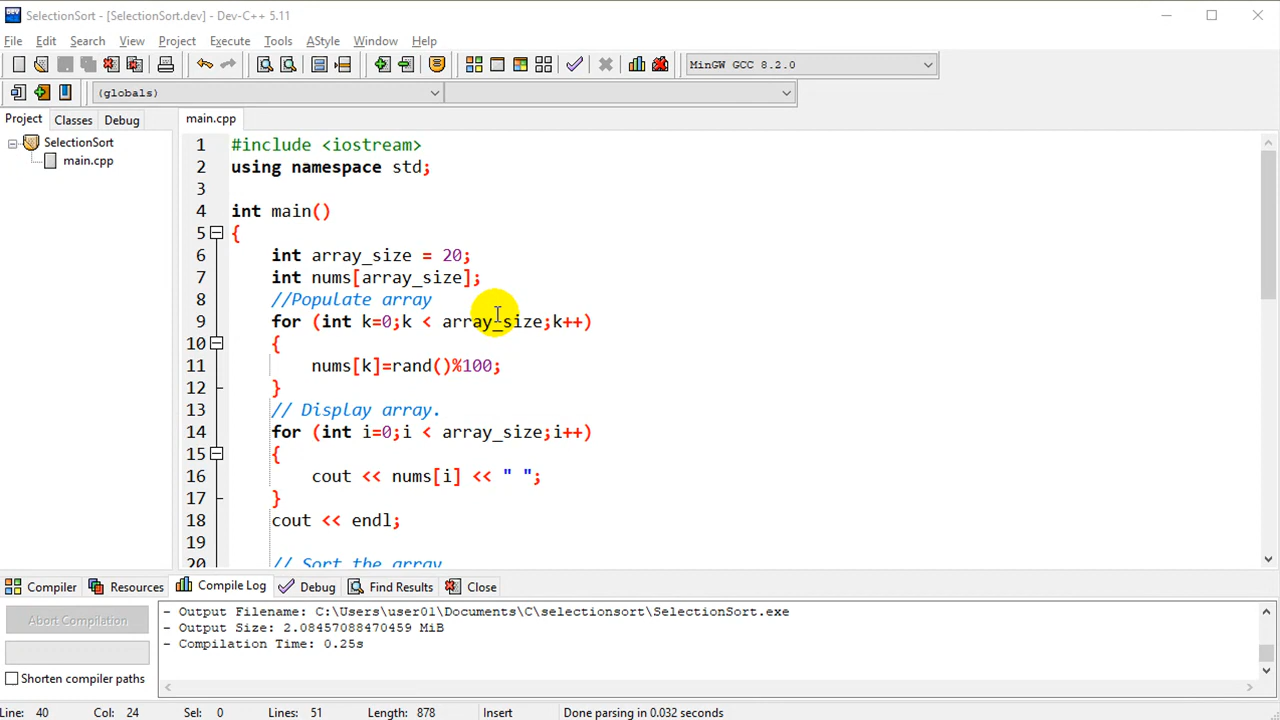 SelectionSort - [SelectionSort.dev] - Dev-C++ 5.11
File Edit Search View Project Execute Tools AStyle Window Help
MinGW GCC 8.2.0
(globals)
Project Classes Debug main.cpp
SelectionSort
main.cpp
1 #include <iostream>
2 using namespace std;
3
4 int main()
5 {
6 int array_size = 20;
7 int nums[array_size];
8 //Populate array
9 for (int k=0;k < array_size;k++)
10 {
11 nums[k]=rand()%100;
12 }
13 // Display array.
14 for (int i=0;i < array_size;i++)
15 {
16 cout << nums[i] << " ";
17 }
18 cout << endl;
19
20 // Sort the array
Compiler Resources Compile Log Debug Find Results Close
Abort Compilation
Shorten compiler paths
- Output Filename: C:\Users\user01\Documents\C\selectionsort\SelectionSort.exe
- Output Size: 2.08457088470459 MiB
- Compilation Time: 0.25s
Line: 40 Col: 24 Sel: 0 Lines: 51 Length: 878 Insert Done parsing in 0.032 seconds